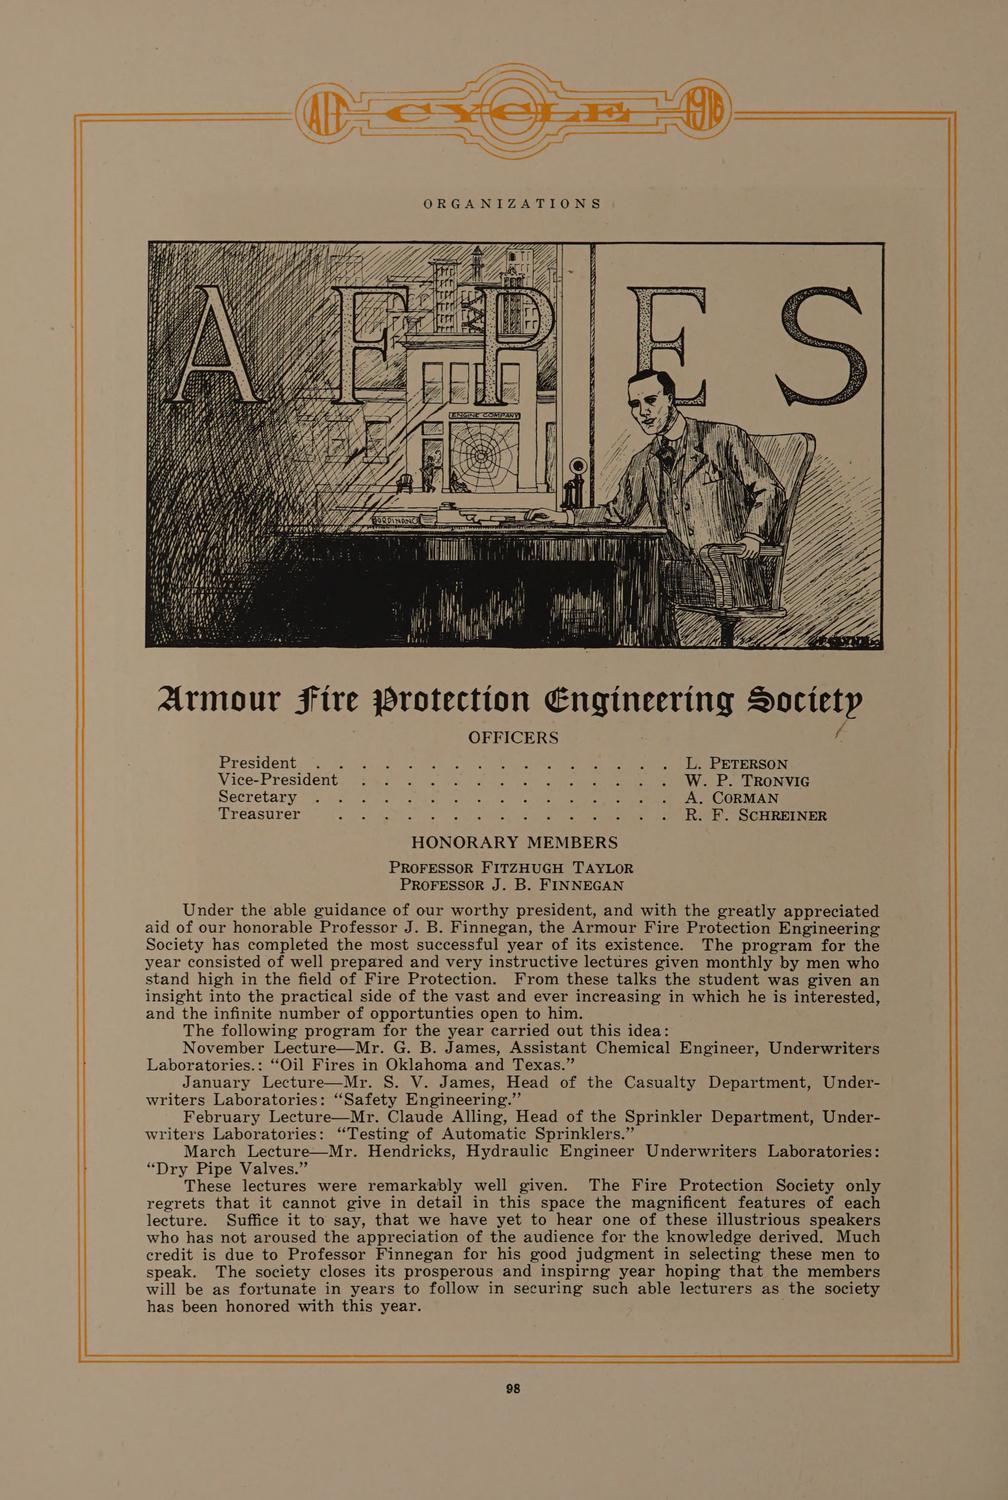 AIT CYCLE 1916
ORGANIZATIONS
A F P E S
ENGINE COMPANY
ORDINANCE
Armour Fire Protection Engineering Society
OFFICERS
President . . . . . . . . . . . . . . . . L. PETERSON
Vice-President . . . . . . . . . . . . . . W. P. TRONVIG
Secretary . . . . . . . . . . . . . . . . A. CORMAN
Treasurer . . . . . . . . . . . . . . . R. F. SCHREINER
HONORARY MEMBERS
PROFESSOR FITZHUGH TAYLOR
PROFESSOR J. B. FINNEGAN
Under the able guidance of our worthy president, and with the greatly appreciated
aid of our honorable Professor J. B. Finnegan, the Armour Fire Protection Engineering
Society has completed the most successful year of its existence. The program for the
year consisted of well prepared and very instructive lectures given monthly by men who
stand high in the field of Fire Protection. From these talks the student was given an
insight into the practical side of the vast and ever increasing in which he is interested,
and the infinite number of opportunties open to him.
The following program for the year carried out this idea:
November Lecture—Mr. G. B. James, Assistant Chemical Engineer, Underwriters
Laboratories.: “Oil Fires in Oklahoma and Texas.”
January Lecture—Mr. S. V. James, Head of the Casualty Department, Under-
writers Laboratories: “Safety Engineering.”
February Lecture—Mr. Claude Alling, Head of the Sprinkler Department, Under-
writers Laboratories: “Testing of Automatic Sprinklers.”
March Lecture—Mr. Hendricks, Hydraulic Engineer Underwriters Laboratories:
“Dry Pipe Valves.”
These lectures were remarkably well given. The Fire Protection Society only
regrets that it cannot give in detail in this space the magnificent features of each
lecture. Suffice it to say, that we have yet to hear one of these illustrious speakers
who has not aroused the appreciation of the audience for the knowledge derived. Much
credit is due to Professor Finnegan for his good judgment in selecting these men to
speak. The society closes its prosperous and inspirng year hoping that the members
will be as fortunate in years to follow in securing such able lecturers as the society
has been honored with this year.
98